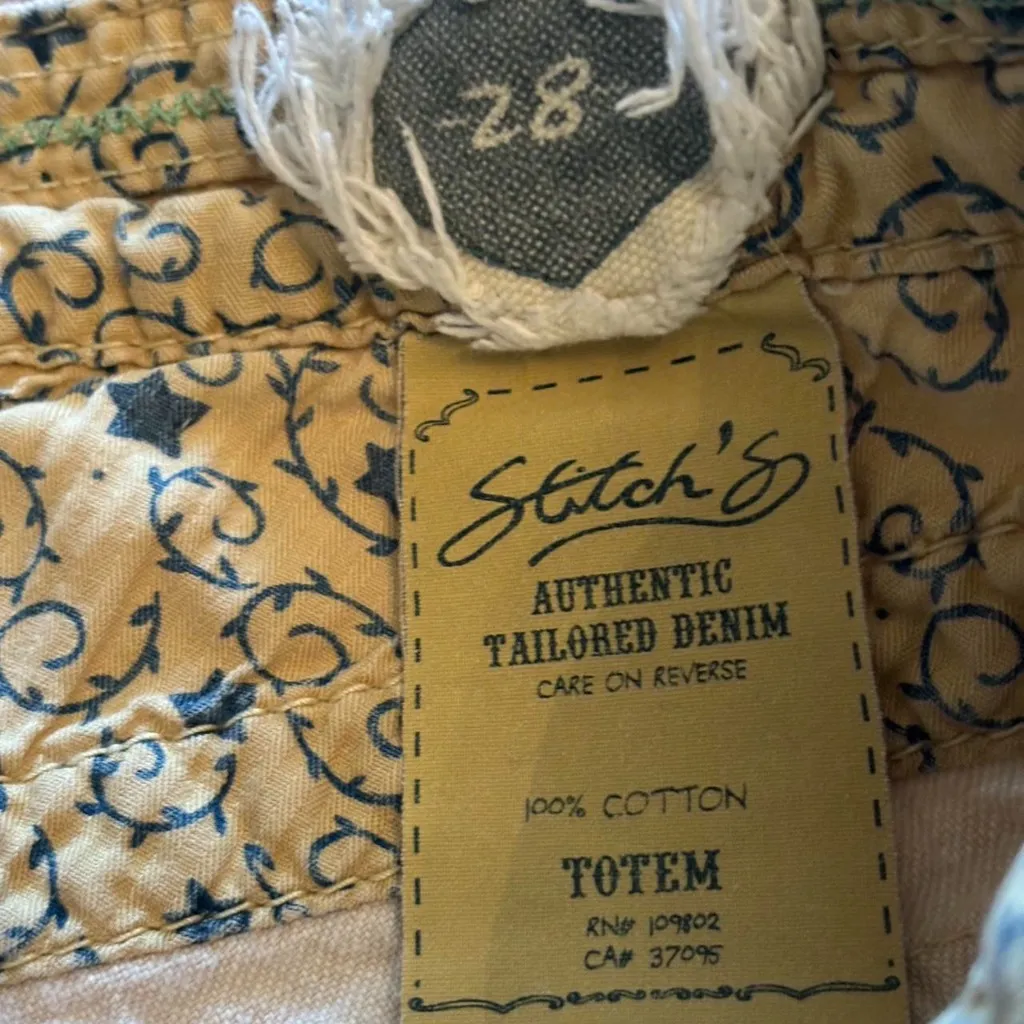 28
Stitch's
AUTHENTIC
TAILORED DENIM
CARE ON REVERSE
100% COTTON
TOTEM
RN# 109802
CA# 37095